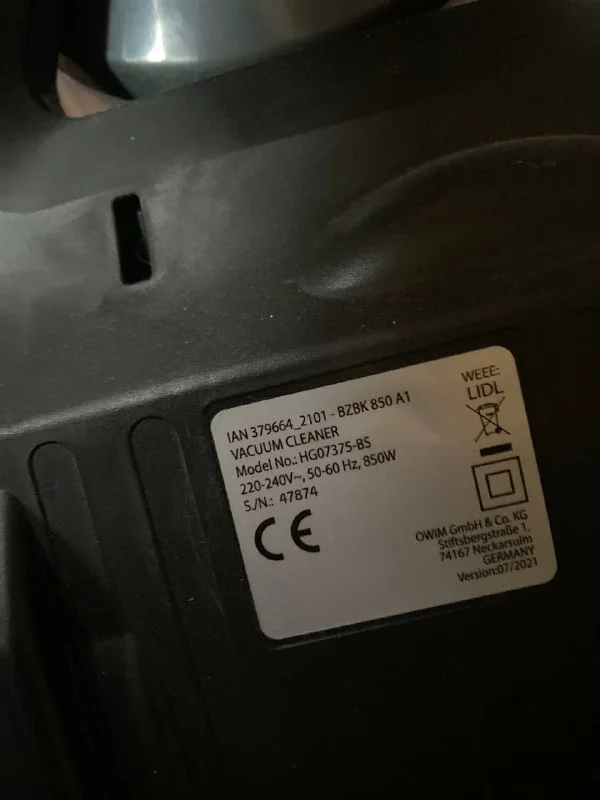 IAN 379664_2101 - BZBK 850 A1
VACUUM CLEANER
Model No.: HG07375-BS
220-240V~, 50-60 Hz, 850W
S./N.: 47874
CE
WEEE:
LIDL
OWIM GmbH & Co. KG
Stiftsbergstraße 1,
74167 Neckarsulm
GERMANY
Version:07/2021